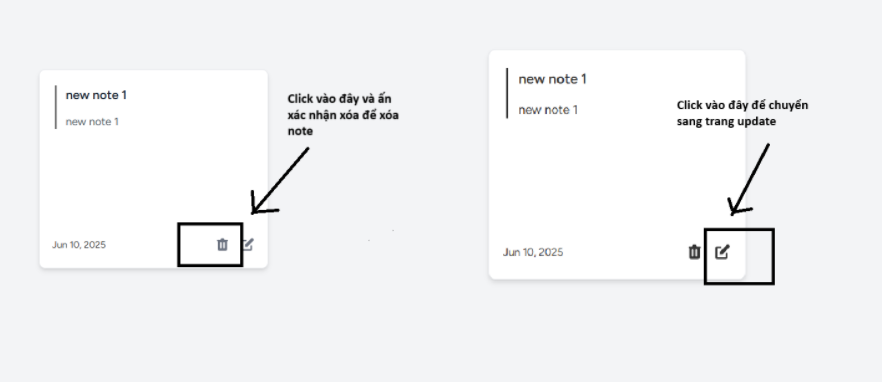 new note 1
new note 1
Jun 10, 2025
Click vào đây và ấn
xác nhận xóa để xóa
note
new note 1
new note 1
Jun 10, 2025
Click vào đây để chuyển
sang trang update